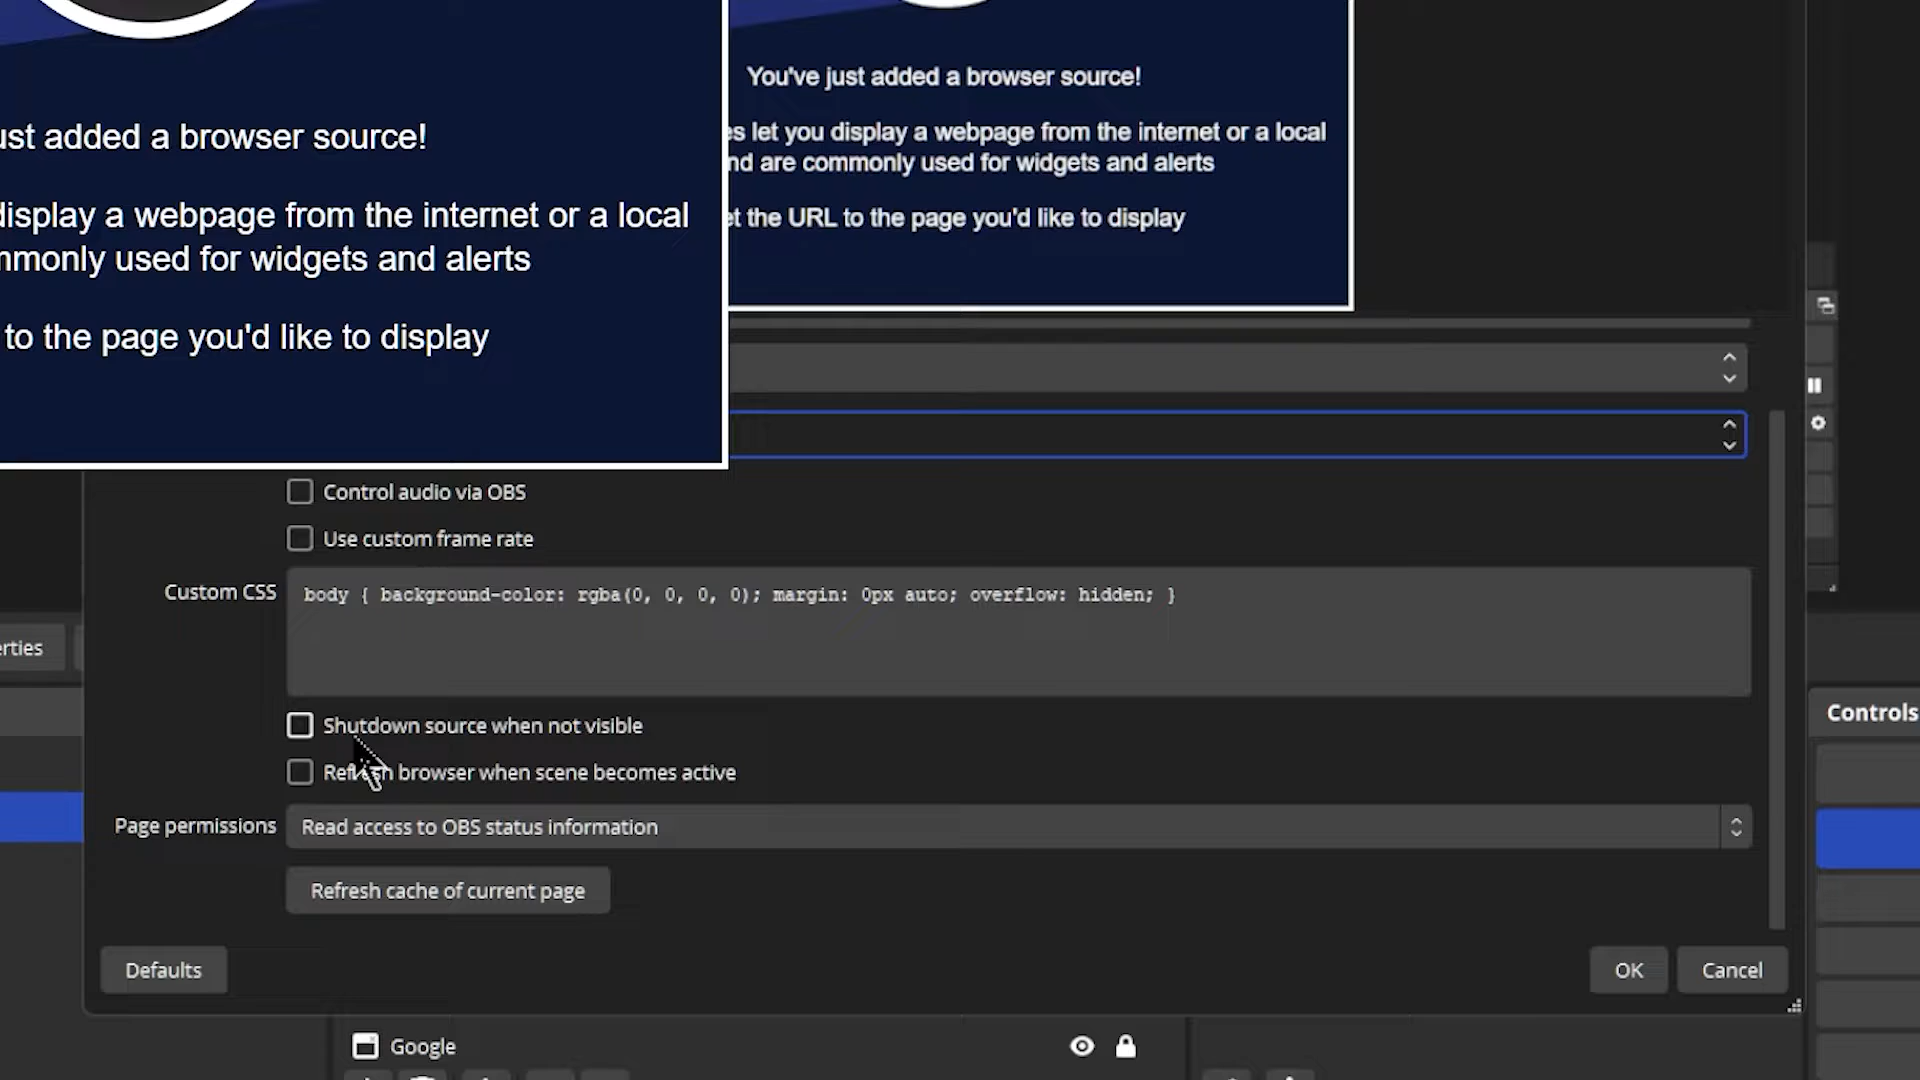 ust added a browser source!
display a webpage from the internet or a local
mmonly used for widgets and alerts
to the page you'd like to display
You've just added a browser source!
es let you display a webpage from the internet or a local
nd are commonly used for widgets and alerts
et the URL to the page you'd like to display
Control audio via OBS
Use custom frame rate
Custom CSS
body { background-color: rgba(0, 0, 0, 0); margin: 0px auto; overflow: hidden; }
erties
Shutdown source when not visible
Refresh browser when scene becomes active
Page permissions
Read access to OBS status information
Refresh cache of current page
Defaults
OK
Cancel
Controls
Google